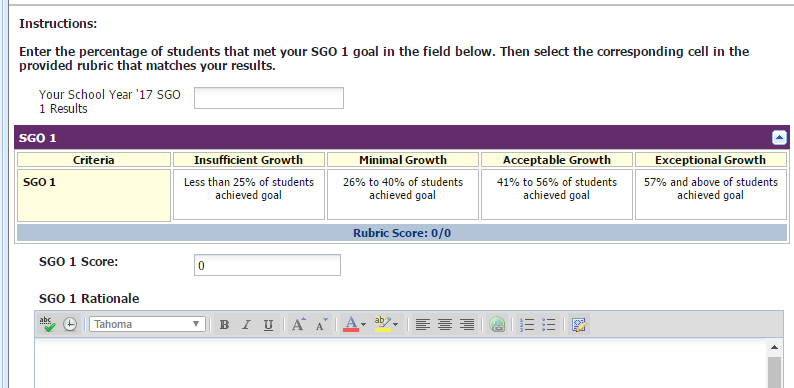 Instructions:
Enter the percentage of students that met your SGO 1 goal in the field below. Then select the corresponding cell in the
provided rubric that matches your results.
Your School Year '17 SGO
1 Results
SGO 1
Criteria Insufficient Growth Minimal Growth Acceptable Growth Exceptional Growth
SGO 1 Less than 25% of students 26% to 40% of students 41% to 56% of students 57% and above of students
achieved goal achieved goal achieved goal achieved goal
Rubric Score: 0/0
SGO 1 Score: 0
SGO 1 Rationale
abc Tahoma B I U A A A ab